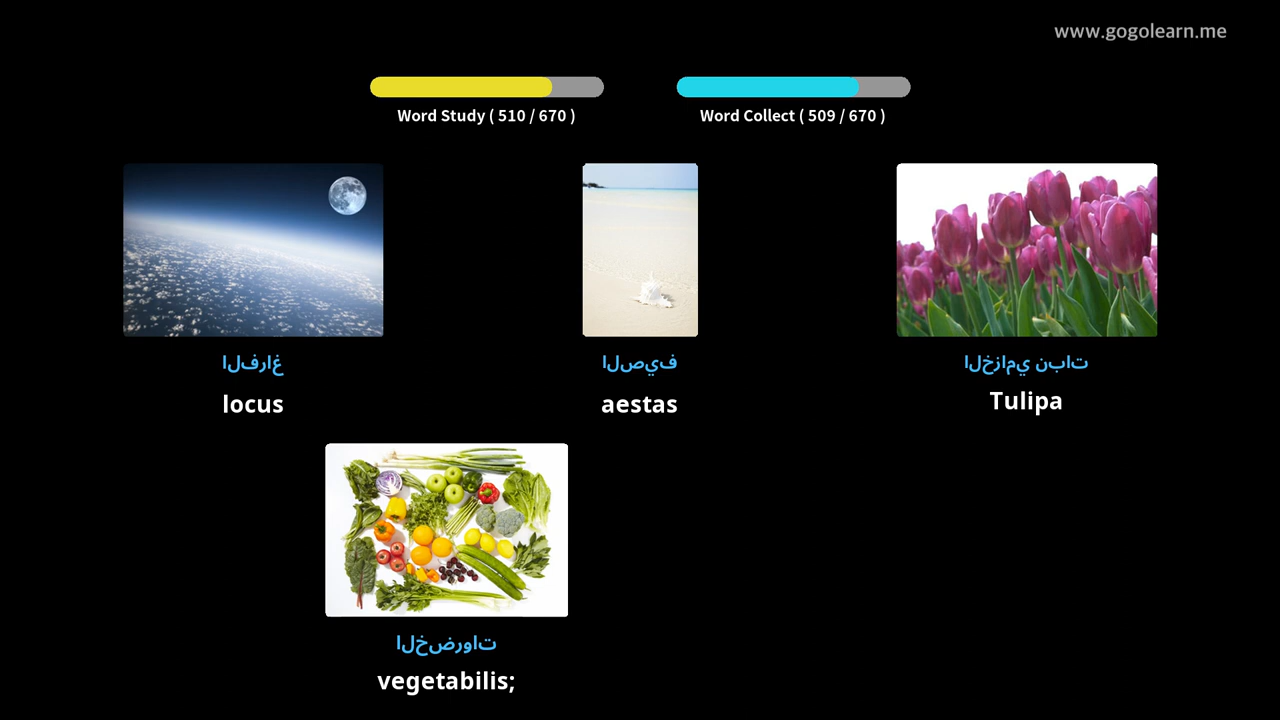 www.gogolearn.me
Word Study ( 510 / 670 )
Word Collect ( 509 / 670 )
الفراغ
الصيف
الخزامي نبات
locus
aestas
Tulipa
الخضروات
vegetabilis;